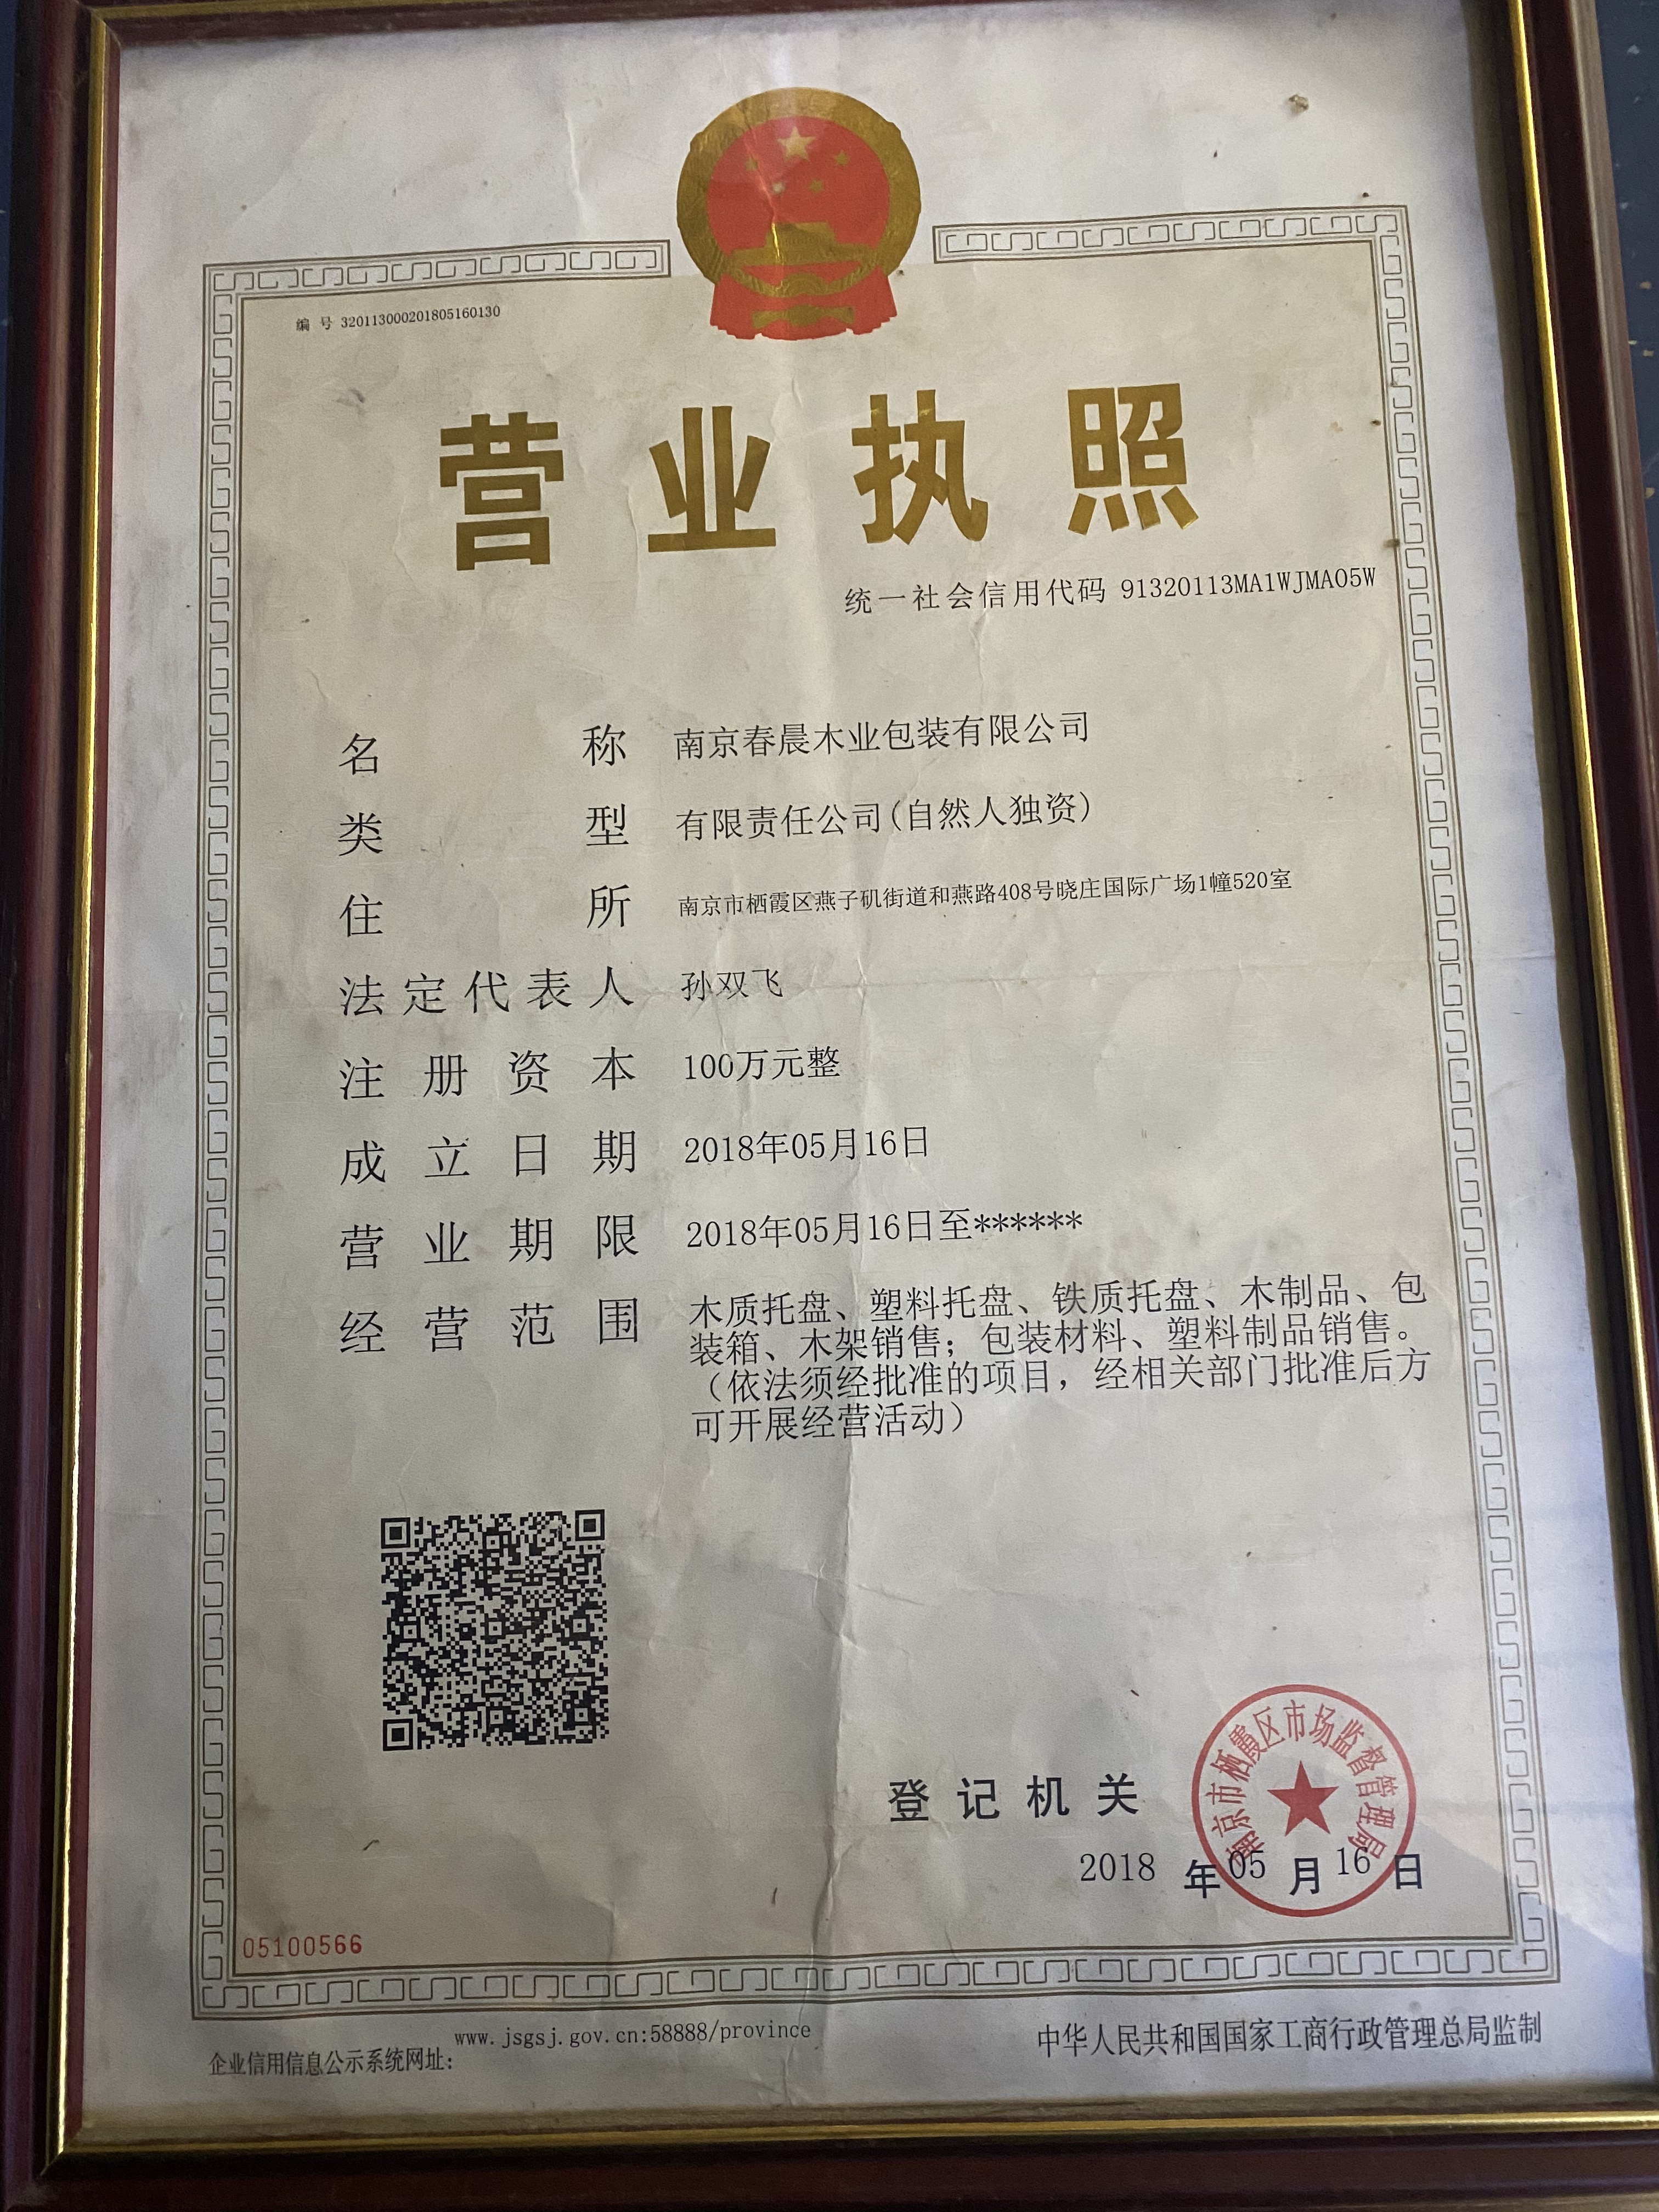 编 号 320113000201805160130
营业执照
统一社会信用代码 91320113MA1WJMA05W
名称 南京春晨木业包装有限公司
类型 有限责任公司(自然人独资)
住所 南京市栖霞区燕子矶街道和燕路408号晓庄国际广场1幢520室
法定代表人 孙双飞
注册资本 100万元整
成立日期 2018年05月16日
营业期限 2018年05月16日至******
经营范围 木质托盘、塑料托盘、铁质托盘、木制品、包
装箱、木架销售；包装材料、塑料制品销售。
（依法须经批准的项目，经相关部门批准后方
可开展经营活动）
南京市栖霞区市场监督管理局
登记机关
2018 年 05 月 16 日
05100566
企业信用信息公示系统网址： www.jsgsj.gov.cn:58888/province
中华人民共和国国家工商行政管理总局监制